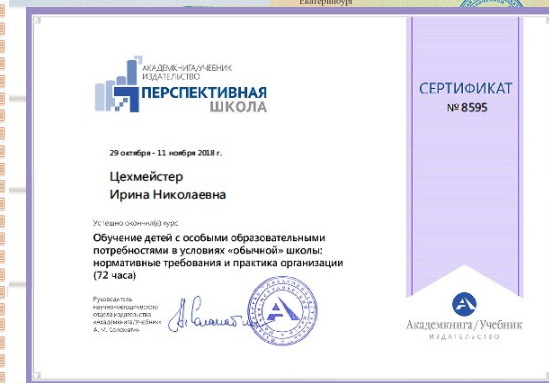 Екатеринбург
АКАДЕМКНИГА/УЧЕБНИК
ИЗДАТЕЛЬСТВО
ПЕРСПЕКТИВНАЯ
ШКОЛА
СЕРТИФИКАТ
№ 8595
29 октября - 11 ноября 2018 г.
Цехмейстер
Ирина Николаевна
Успешно окончил(а) курс
Обучение детей с особыми образовательными
потребностями в условиях «обычной» школы:
нормативные требования и практика организации
(72 часа)
Руководитель
научно-методического
отдела издательства
«Академкнига/Учебник»
А. М. Соломатин
Академкнига/Учебник
ИЗДАТЕЛЬСТВО